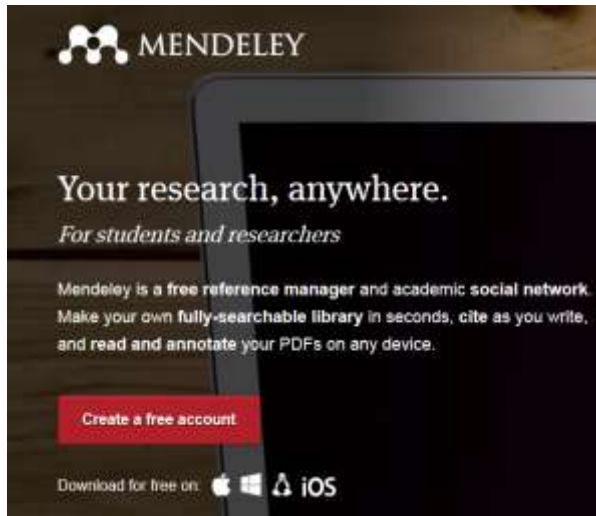 MENDELEY
Your research, anywhere.
For students and researchers
Mendeley is a free reference manager and academic social network.
Make your own fully-searchable library in seconds, cite as you write,
and read and annotate your PDFs on any device.
Create a free account
Download for free on: iOS